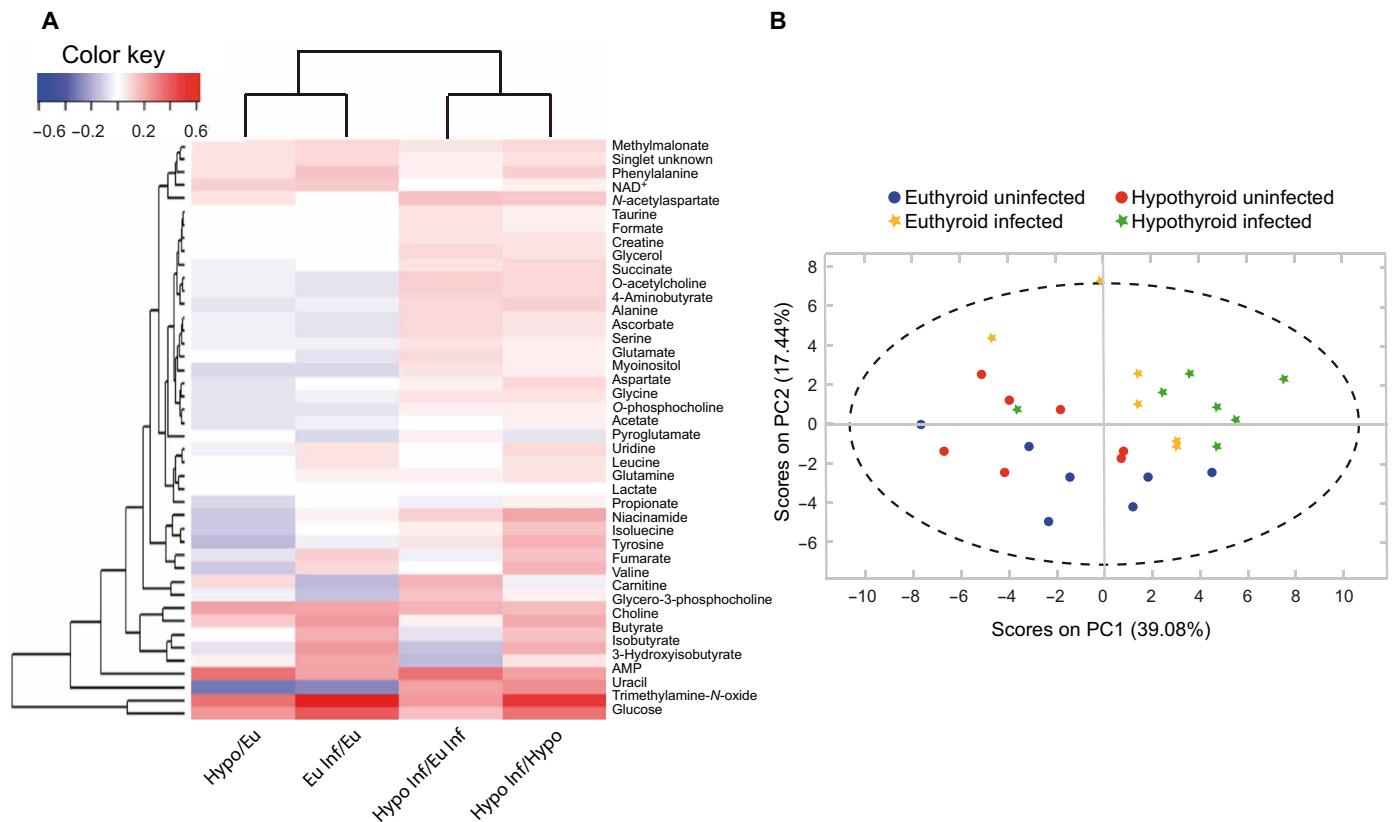 A
Color key
−0.6 −0.2 0.2 0.6
Methylmalonate
Singlet unknown
Phenylalanine
NAD+
N-acetylaspartate
Taurine
Formate
Creatine
Glycerol
Succinate
O-acetylcholine
4-Aminobutyrate
Alanine
Ascorbate
Serine
Glutamate
Myoinositol
Aspartate
Glycine
O-phosphocholine
Acetate
Pyroglutamate
Uridine
Leucine
Glutamine
Lactate
Propionate
Niacinamide
Isoluecine
Tyrosine
Fumarate
Valine
Carnitine
Glycero-3-phosphocholine
Choline
Butyrate
Isobutyrate
3-Hydroxyisobutyrate
AMP
Uracil
Trimethylamine-N-oxide
Glucose
Hypo/Eu
Eu Inf/Eu
Hypo Inf/Eu Inf
Hypo Inf/Hypo
B
Euthyroid uninfected
Hypothyroid uninfected
Euthyroid infected
Hypothyroid infected
Scores on PC2 (17.44%)
8
6
4
2
0
−2
−4
−6
−10 −8 −6 −4 −2 0 2 4 6 8 10
Scores on PC1 (39.08%)